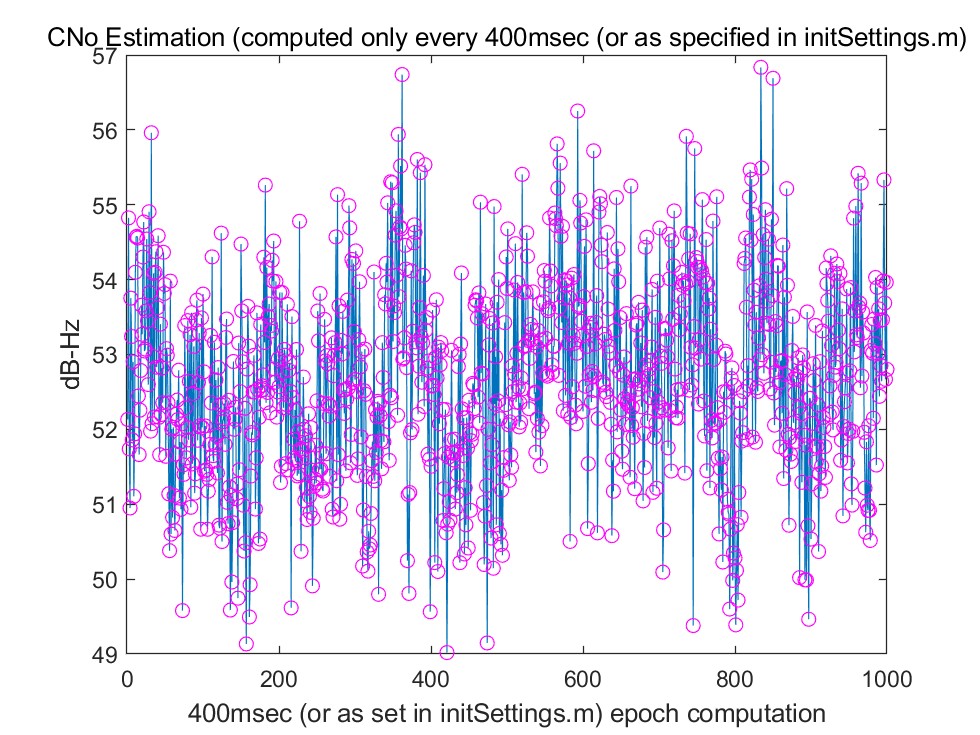 CNo Estimation (computed only every 400msec (or as specified in initSettings.m)
57
56
55
54
53
52
51
50
49
dB-Hz
0 200 400 600 800 1000
400msec (or as set in initSettings.m) epoch computation